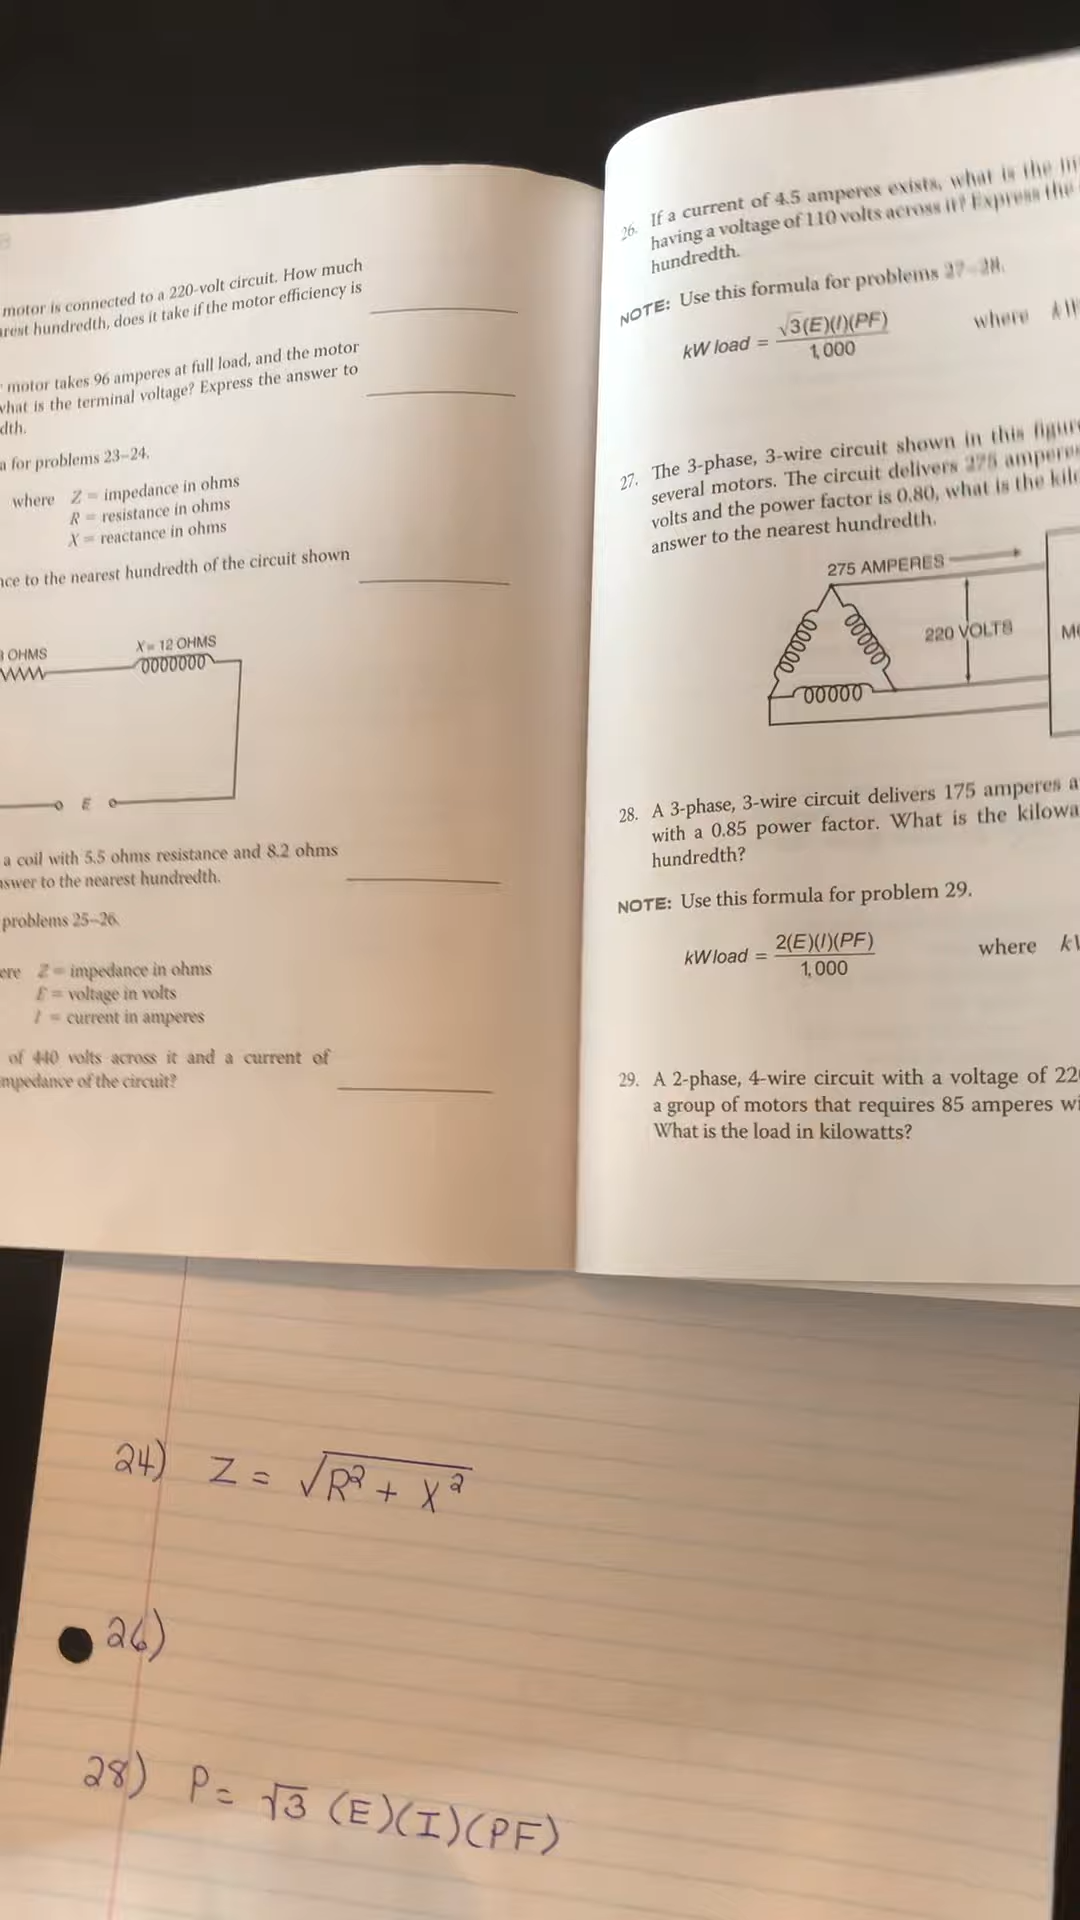 motor is connected to a 220-volt circuit. How much
rest hundredth, does it take if the motor efficiency is
motor takes 96 amperes at full load, and the motor
what is the terminal voltage? Express the answer to
dth.
a for problems 23–24.
where Z = impedance in ohms
R = resistance in ohms
X = reactance in ohms
nce to the nearest hundredth of the circuit shown
OHMS
X = 12 OHMS
E
a coil with 5.5 ohms resistance and 8.2 ohms
nswer to the nearest hundredth.
problems 25–26.
ere Z = impedance in ohms
E = voltage in volts
I = current in amperes
of 440 volts across it and a current of
mpedance of the circuit?
26. If a current of 4.5 amperes exists, what is the
having a voltage of 110 volts across it? Express the
hundredth.
NOTE: Use this formula for problems 27–28.
kW load = √3(E)(I)(PF) / 1,000 where
27. The 3-phase, 3-wire circuit shown in this figure
several motors. The circuit delivers 275 amperes
volts and the power factor is 0.80, what is the kilo
answer to the nearest hundredth.
275 AMPERES
220 VOLTS
28. A 3-phase, 3-wire circuit delivers 175 amperes a
with a 0.85 power factor. What is the kilowa
hundredth?
NOTE: Use this formula for problem 29.
kW load = 2(E)(I)(PF) / 1,000 where
29. A 2-phase, 4-wire circuit with a voltage of 22
a group of motors that requires 85 amperes wi
What is the load in kilowatts?
24) Z = √R² + X²
26)
28) P = √3 (E)(I)(PF)